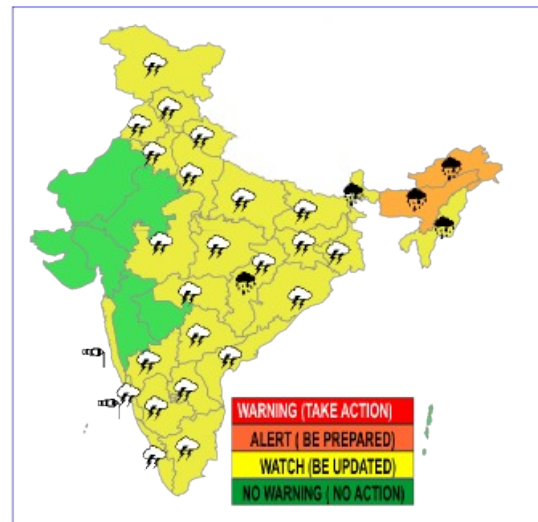 WARNING (TAKE ACTION)
ALERT ( BE PREPARED)
WATCH (BE UPDATED)
NO WARNING ( NO ACTION)